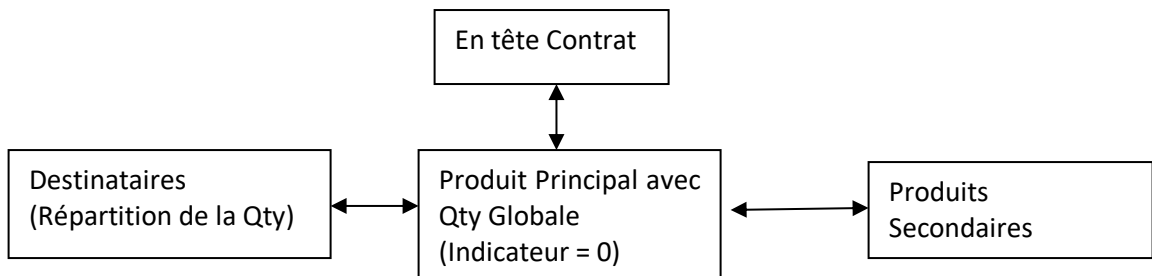 En tête Contrat
Destinataires
(Répartition de la Qty)
Produit Principal avec
Qty Globale
(Indicateur = 0)
Produits
Secondaires